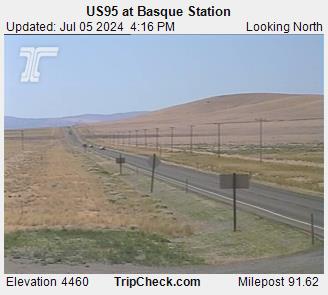 US95 at Basque Station
Updated: Jul 05 2024 4:16 PM Looking North
Elevation 4460 TripCheck.com Milepost 91.62